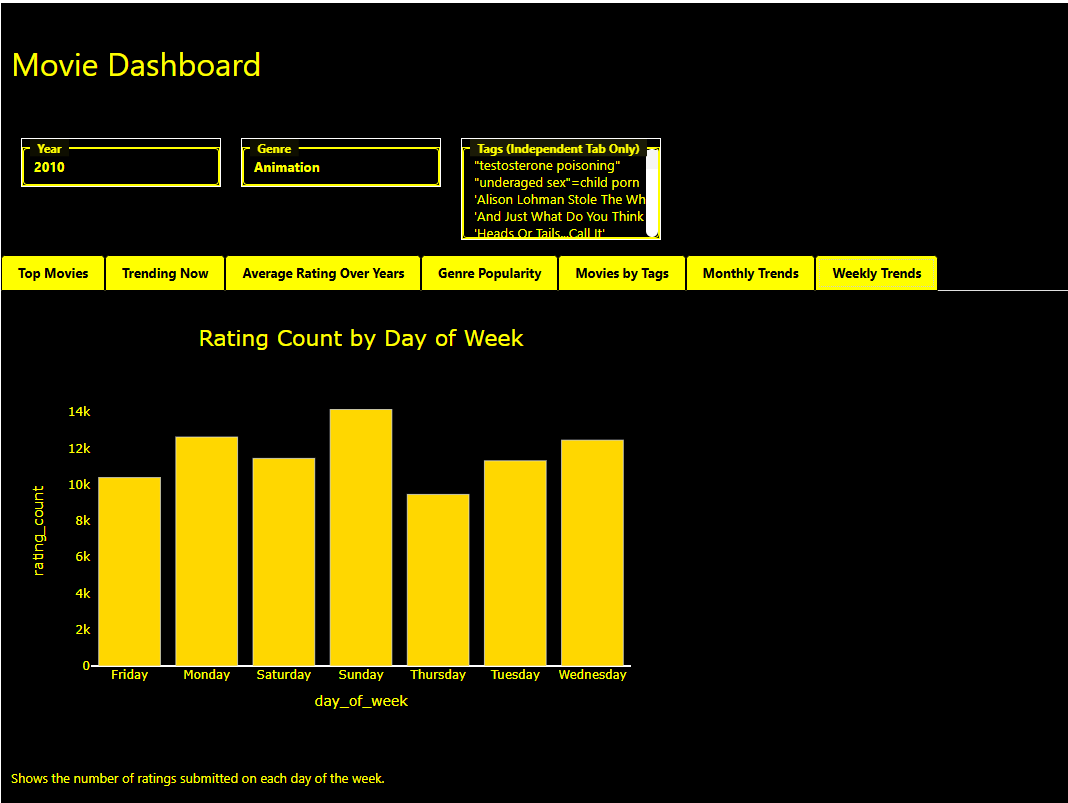 Movie Dashboard
Year
2010
Genre
Animation
Tags (Independent Tab Only)
"testosterone poisoning"
"underaged sex"=child porn
'Alison Lohman Stole The Wh
'And Just What Do You Think
'Heads Or Tails...Call It'
Top Movies
Trending Now
Average Rating Over Years
Genre Popularity
Movies by Tags
Monthly Trends
Weekly Trends
Rating Count by Day of Week
14k
12k
10k
8k
6k
4k
2k
0
rating_count
Friday
Monday
Saturday
Sunday
Thursday
Tuesday
Wednesday
day_of_week
Shows the number of ratings submitted on each day of the week.